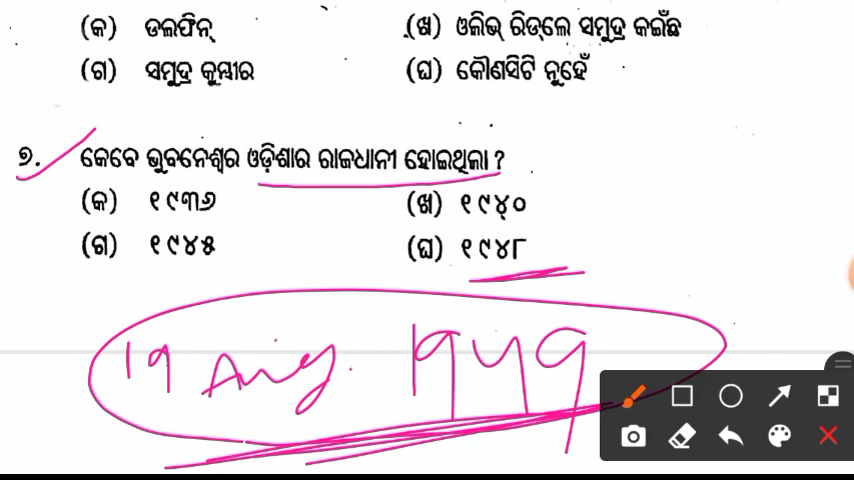 (କ) ଡଲଫିନ୍ (ଖ) ଓଲିଭ୍ ରିଡ୍‌ଲେ ସମୁଦ୍ର କଇଁଛ
(ଗ) ସମୁଦ୍ର କୁମ୍ଭୀର (ଘ) କୌଣସିଟି ନୁହେଁ
୭. କେବେ ଭୁବନେଶ୍ୱର ଓଡ଼ିଶାର ରାଜଧାନୀ ହୋଇଥିଲା ?
(କ) ୧୯୩୬ (ଖ) ୧୯୪୦
(ଗ) ୧୯୪୫ (ଘ) ୧୯୪୮
19 Aug. 1949